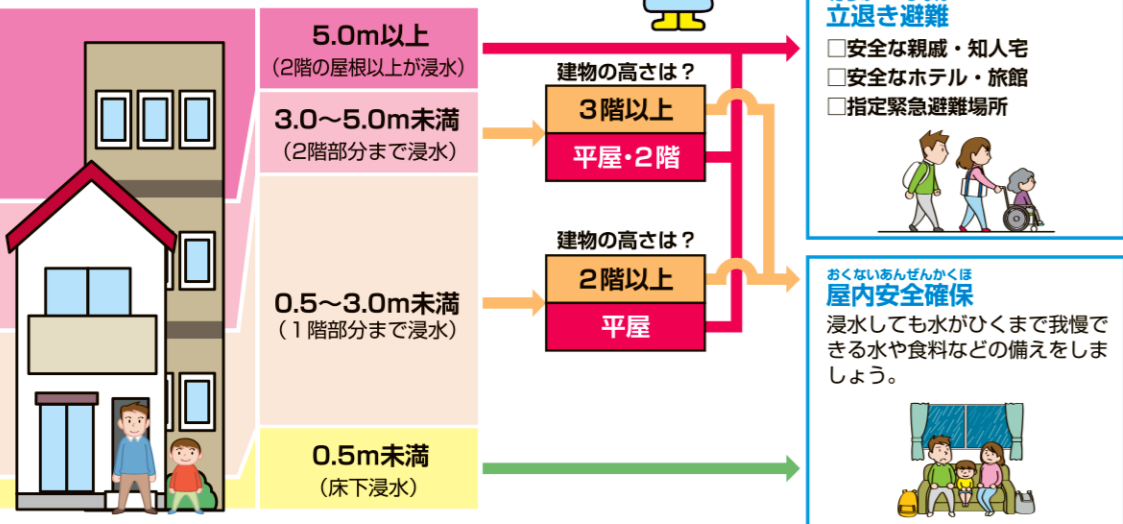 5.0m以上
(2階の屋根以上が浸水)
3.0〜5.0m未満
(2階部分まで浸水)
0.5〜3.0m未満
(1階部分まで浸水)
0.5m未満
(床下浸水)
建物の高さは?
3階以上
平屋・2階
建物の高さは?
2階以上
平屋
立退き避難
□安全な親戚・知人宅
□安全なホテル・旅館
□指定緊急避難場所
おくないあんぜんかくほ
屋内安全確保
浸水しても水がひくまで我慢で
きる水や食料などの備えをしま
しょう。